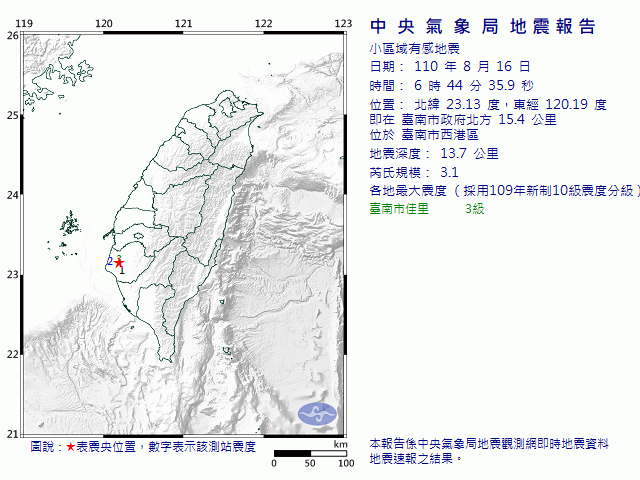 119 120 121 122 123
26
25
24
23
22
21
2 3
1
圖說：★表震央位置，數字表示該測站震度
km
0 50 100
中央氣象局地震報告
小區域有感地震
日期： 110 年 8 月 16 日
時間： 6 時 44 分 35.9 秒
位置： 北緯 23.13 度，東經 120.19 度
即在 臺南市政府北方 15.4 公里
位於 臺南市西港區
地震深度： 13.7 公里
芮氏規模： 3.1
各地最大震度（採用109年新制10級震度分級）
臺南市佳里 3級
本報告係中央氣象局地震觀測網即時地震資料
地震速報之結果。